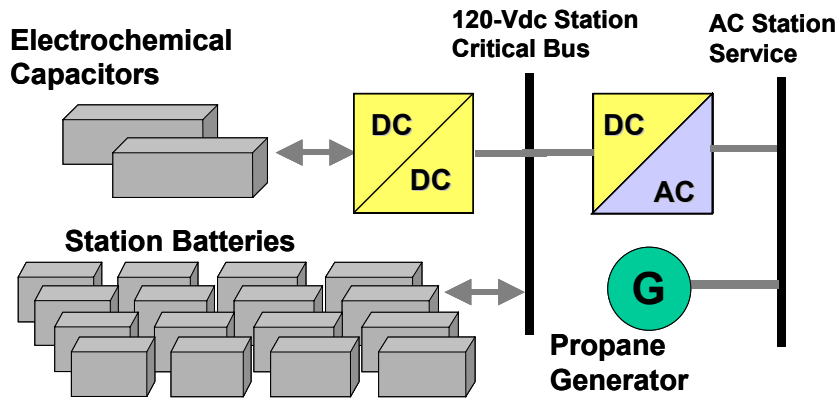 Electrochemical
Capacitors
120-Vdc Station
Critical Bus
AC Station
Service
DC
DC
DC
AC
Station Batteries
G
Propane
Generator